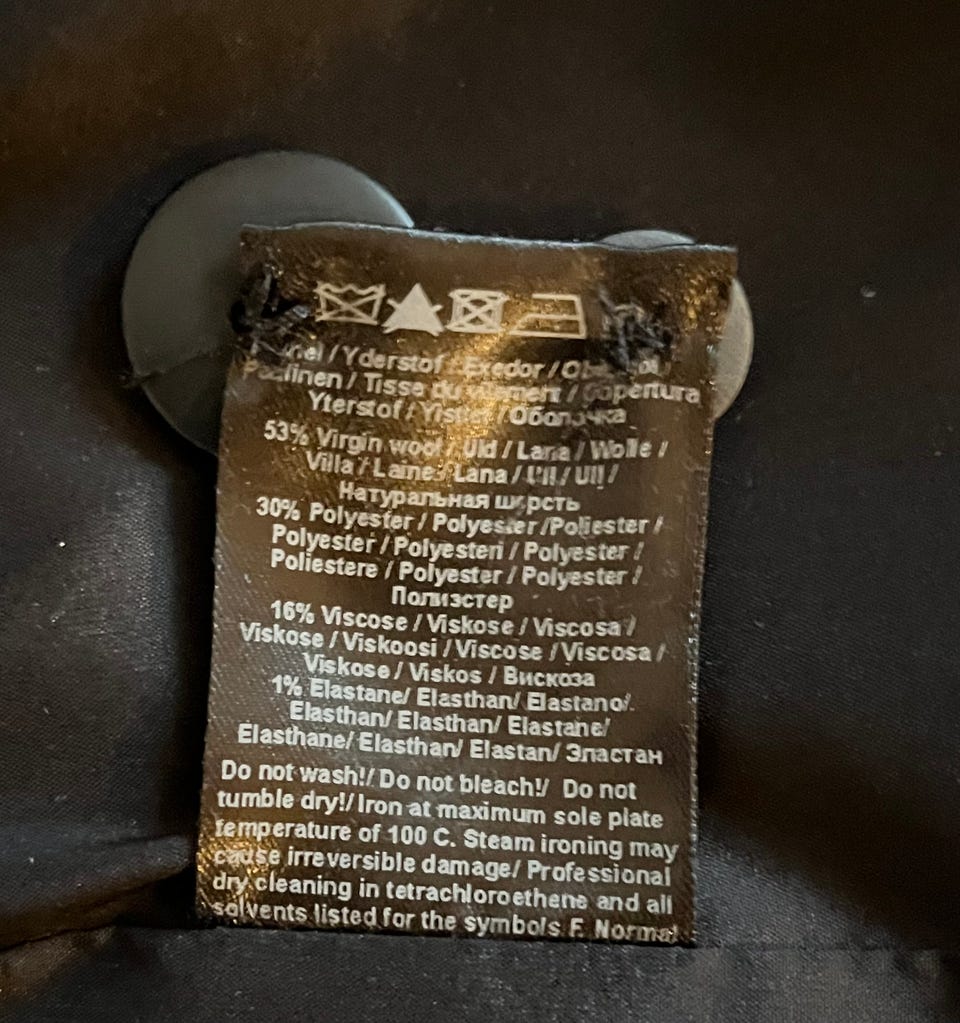 / Yderstof / Exedor /
/ Tisse du / Copertura
Yterstof / / Оболочка
53% Virgin wool / Uld / Lana / Wolle /
Villa / Laine / Lana / Ull / Ull /
Натуральная шерсть
30% Polyester / Polyester /Poliester /
Polyester / Polyesteri / Polyester /
Poliestere / Polyester / Polyester /
Полиэстер
16% Viscose / Viskose / Viscosa /
Viskose / Viskoosi / Viscose / Viscosa /
Viskose / Viskos / Вискоза
1% Elastane/ Elasthan/ Elastano/
Elasthan/ Elasthan/ Elastane/
Elasthane/ Elasthan/ Elastan/ Эластан
Do not wash!/ Do not bleach!/ Do not
tumble dry!/ Iron at maximum sole plate
temperature of 100 C. Steam ironing may
cause irreversible damage/ Professional
dry cleaning in tetrachloroethene and all
solvents listed for the symbols F. Normal